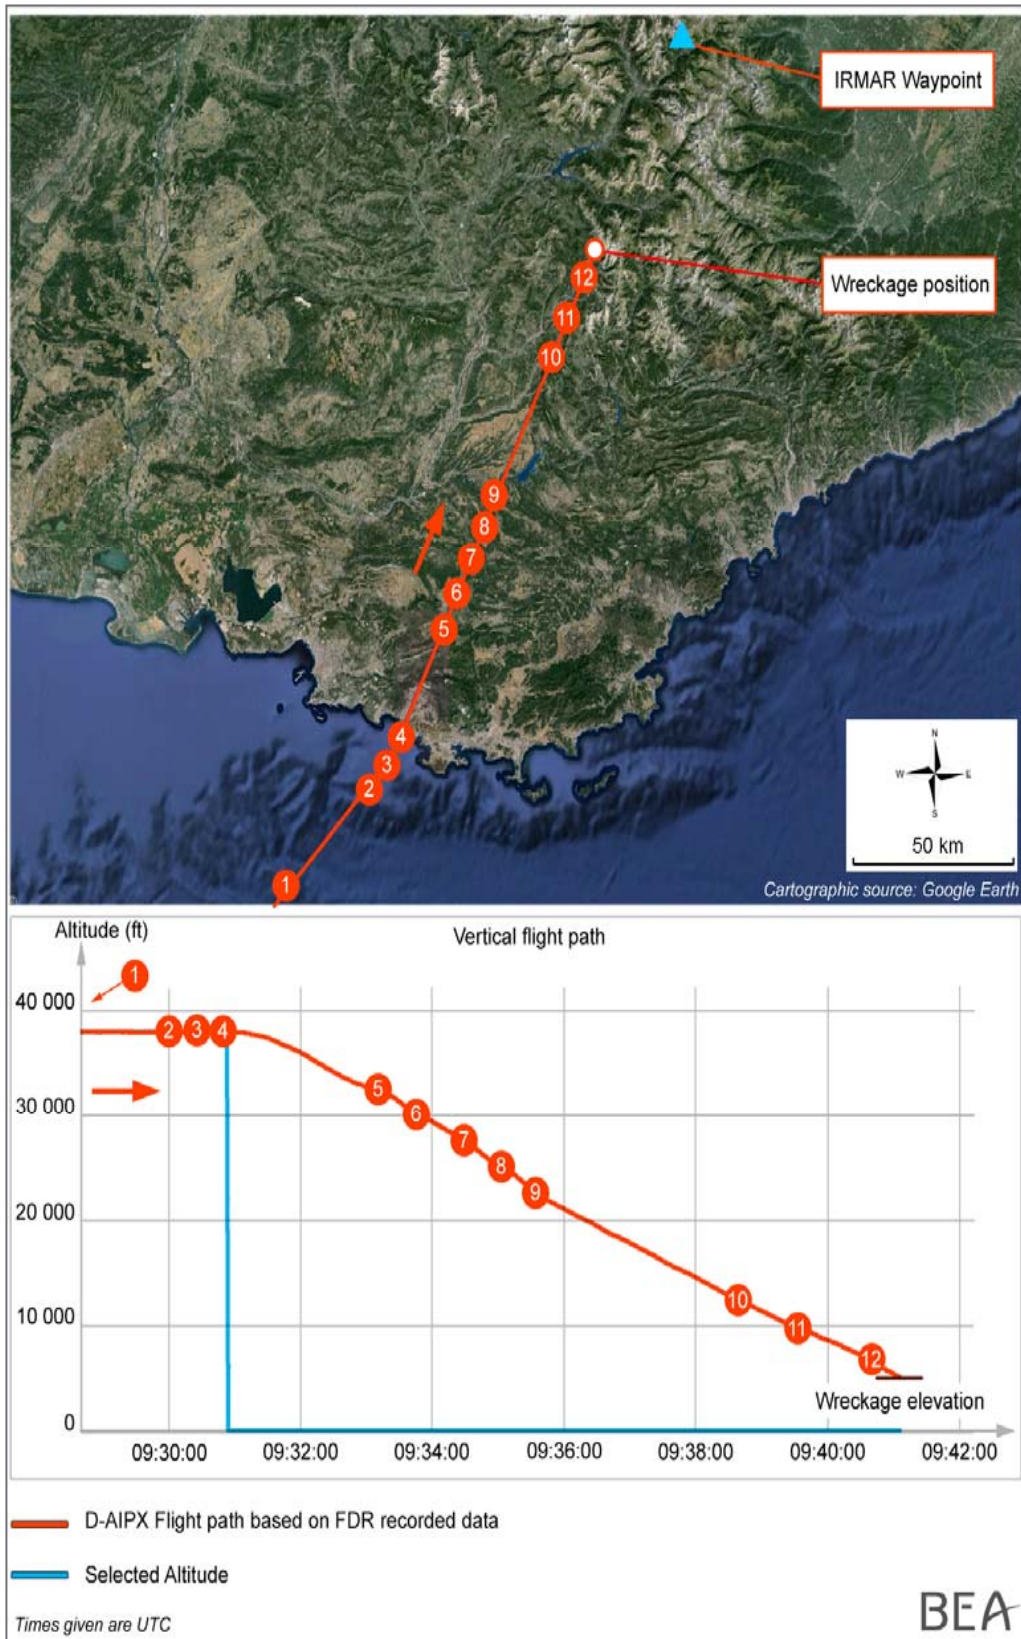 IRMAR Waypoint
Wreckage position
12
11
10
9
8
7
6
5
4
3
2
1
N
W E
S
50 km
Cartographic source: Google Earth
Altitude (ft)
Vertical flight path
1
40 000
2 3 4
5
30 000
6
7
8
9
20 000
10
10 000
11
12
Wreckage elevation
0
09:30:00 09:32:00 09:34:00 09:36:00 09:38:00 09:40:00 09:42:00
D-AIPX Flight path based on FDR recorded data
Selected Altitude
Times given are UTC
BEA